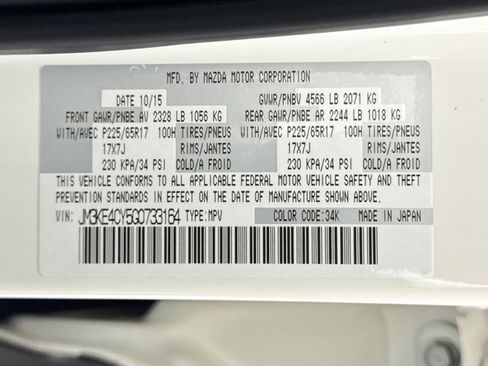 MFD. BY MAZDA MOTOR CORPORATION
DATE 10/15 GVWR/PNBV 4566 LB 2071 KG
FRONT GAWR/PNBE AV 2328 LB 1056 KG REAR GAWR/PNBE AR 2244 LB 1018 KG
WITH/AVEC P225/65R17 100H TIRES/PNEUS WITH/AVEC P225/65R17 100H TIRES/PNEUS
17X7J RIMS/JANTES 17X7J RIMS/JANTES
230 KPA/34 PSI COLD/A FROID 230 KPA/34 PSI COLD/A FROID
THIS VEHICLE CONFORMS TO ALL APPLICABLE FEDERAL MOTOR VEHICLE SAFETY AND THEFT
PREVENTION STANDARDS IN EFFECT ON THE DATE OF MANUFACTURE SHOWN ABOVE.
VIN: JM3KE4CY5G0733164 TYPE:MPV COLOR CODE:34K MADE IN JAPAN